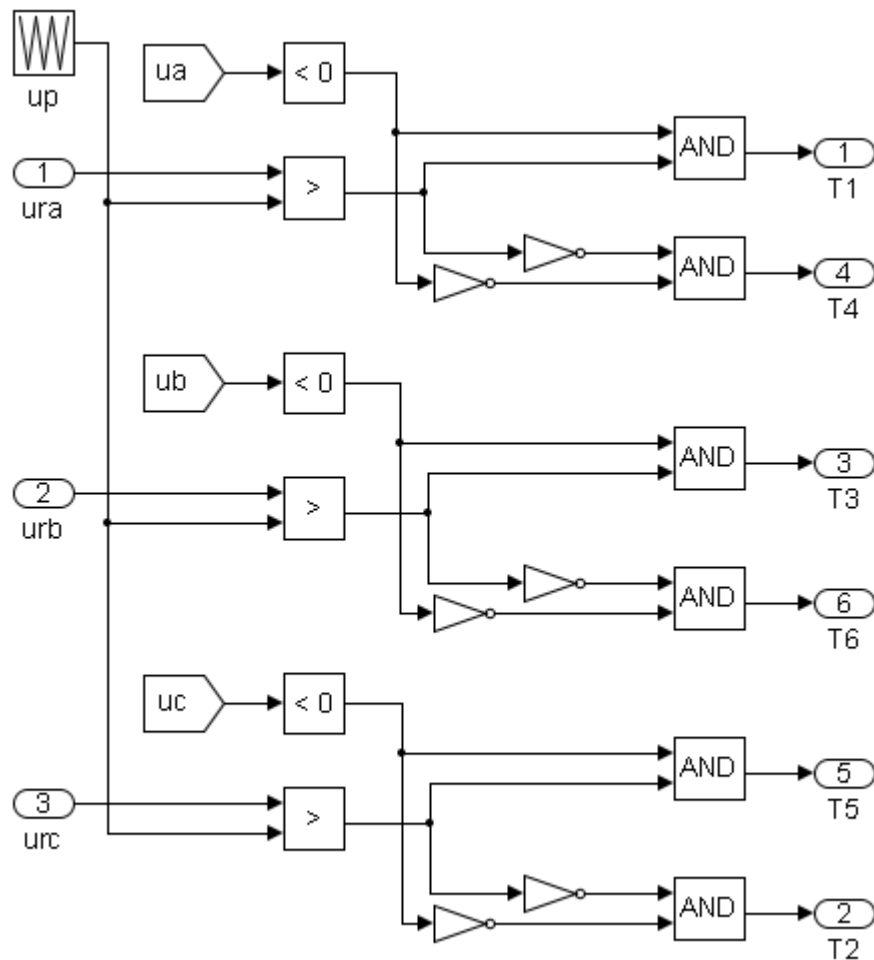 up
ua
< 0
1
ura
>
AND
1
T1
AND
4
T4
ub
< 0
2
urb
>
AND
3
T3
AND
6
T6
uc
< 0
3
urc
>
AND
5
T5
AND
2
T2